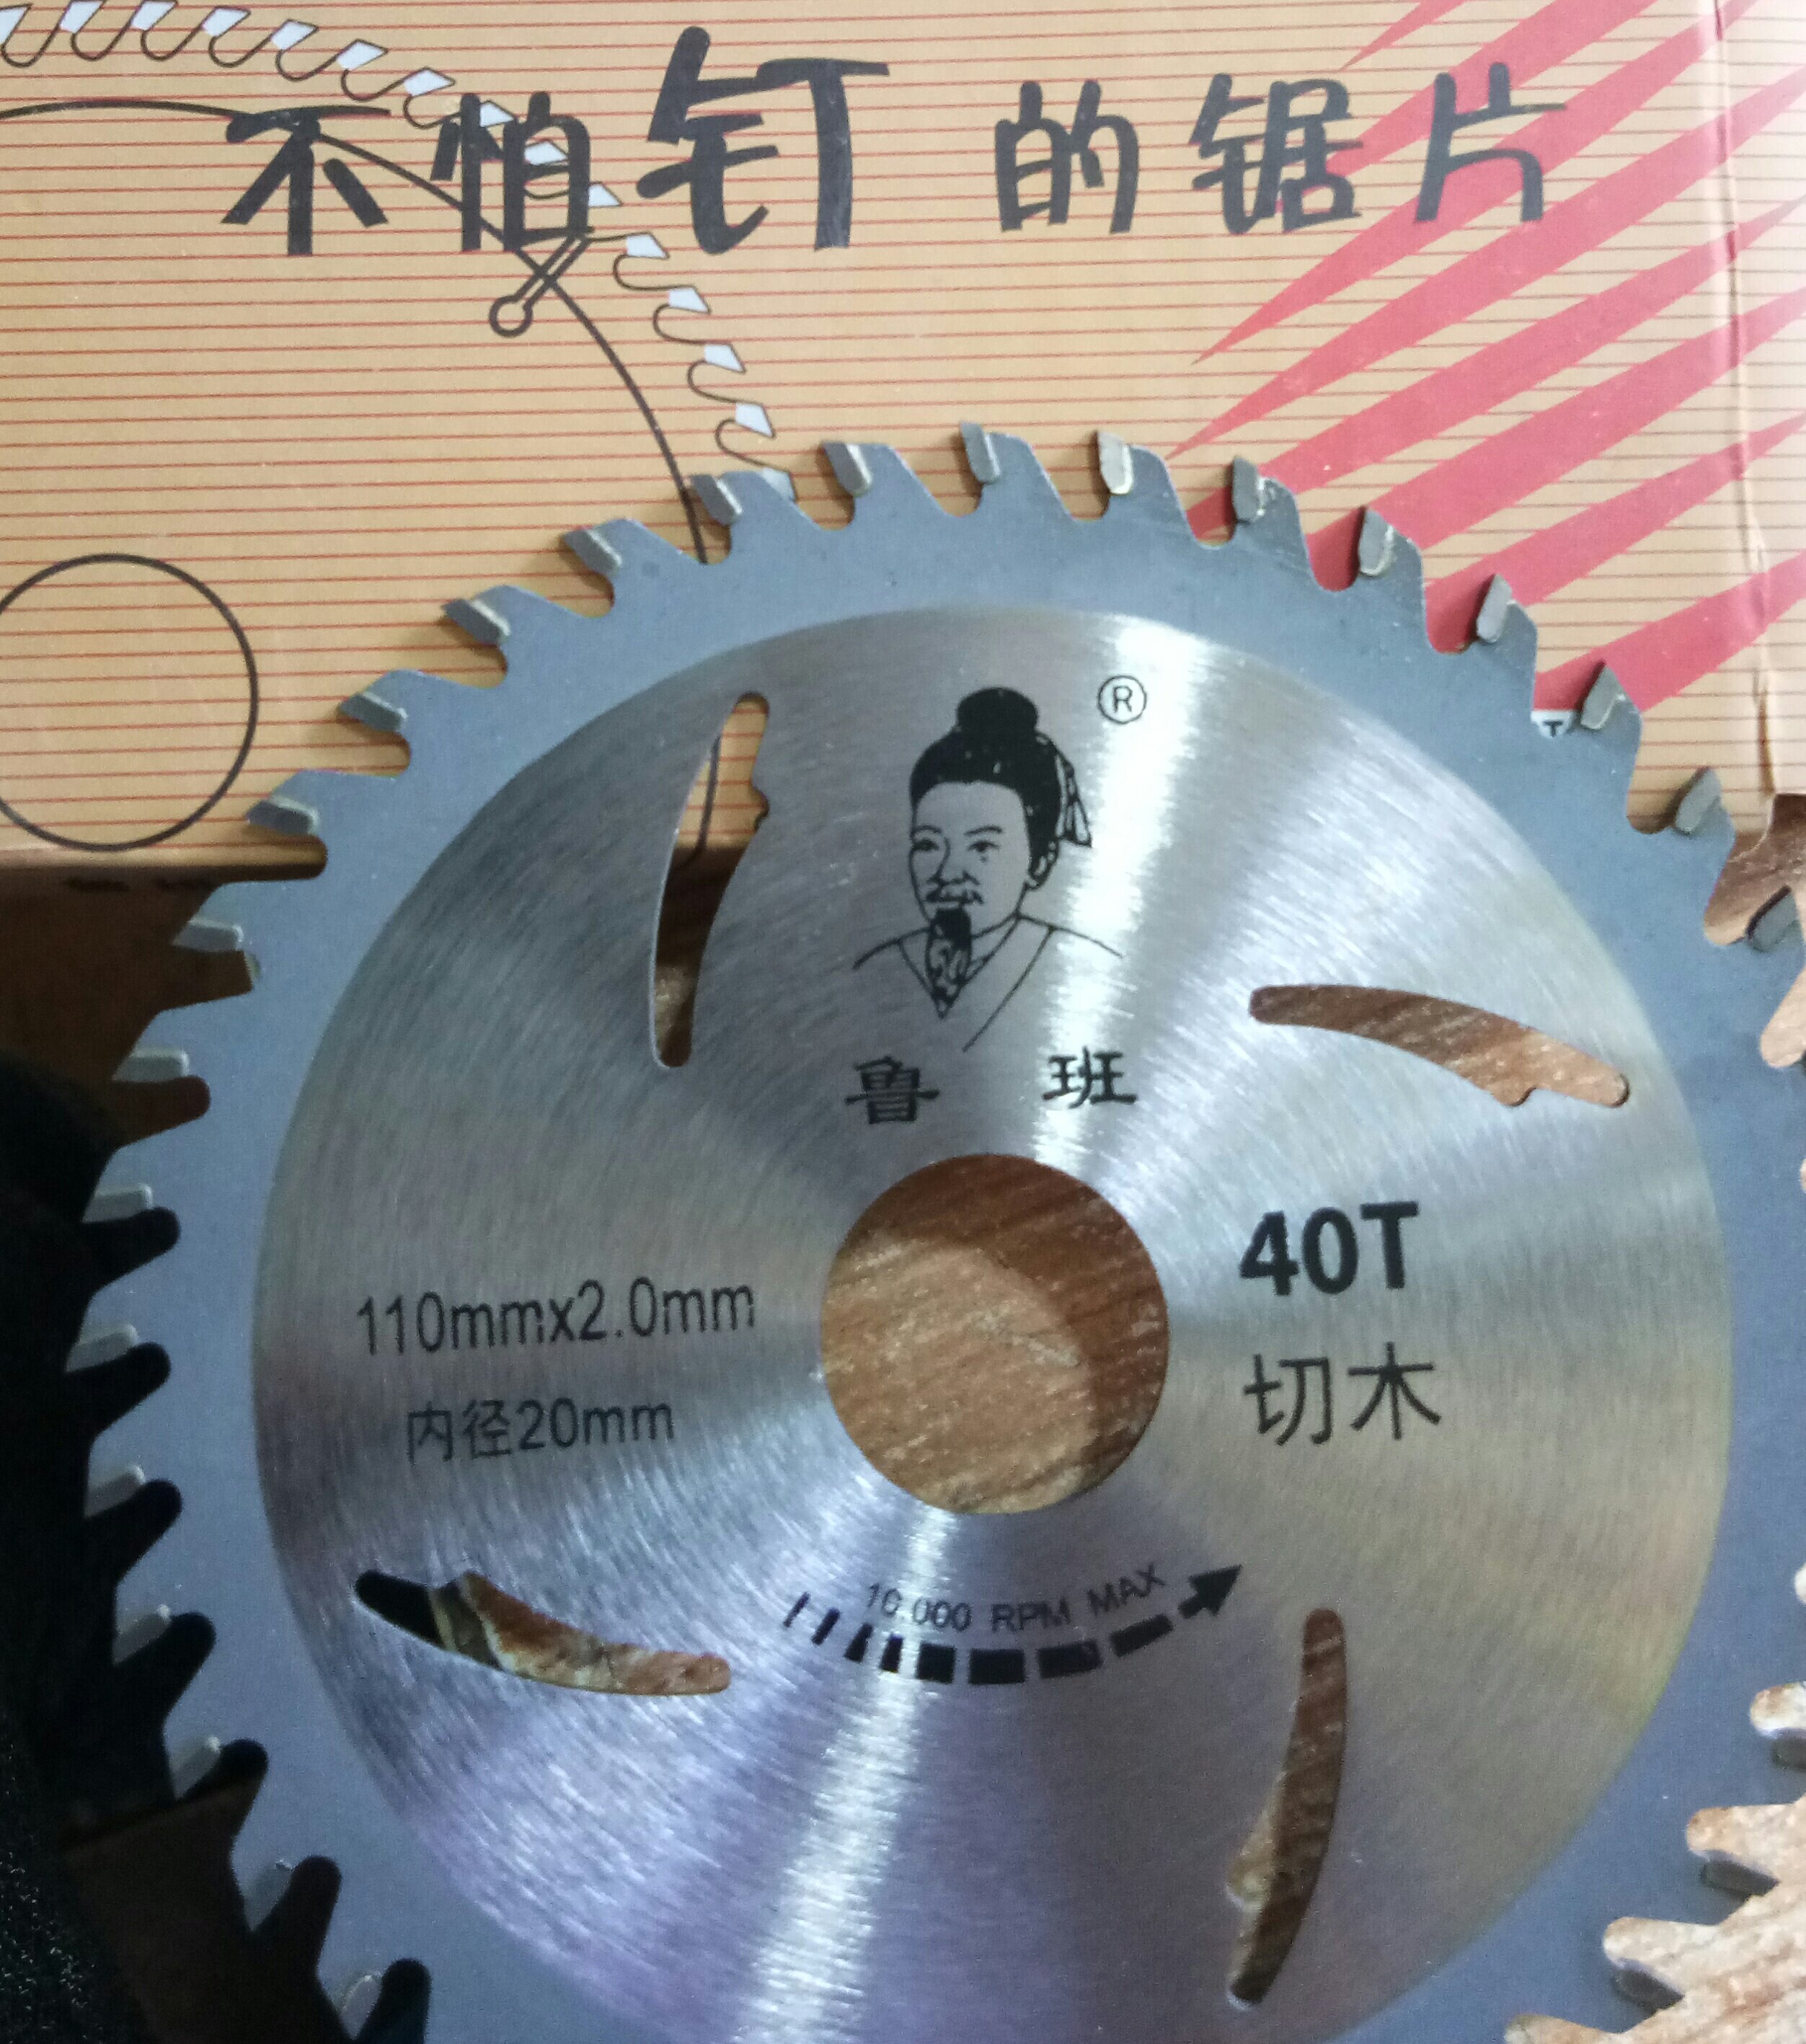 不怕钉的锯片
®
鲁班
40T
切木
110mmx2.0mm
内径20mm
10.000 RPM MAX
T